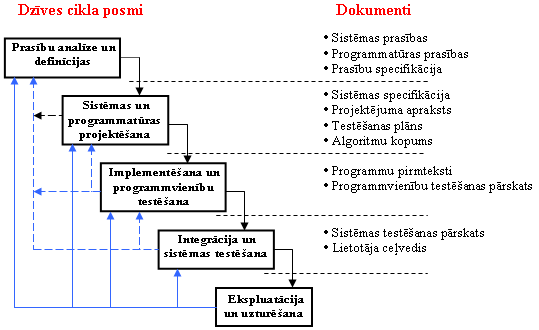 Dzīves cikla posmi
Dokumenti
Prasību analīze un
definīcijas
• Sistēmas prasības
• Programmatūras prasības
• Prasību specifikācija
Sistēmas un
programmatūras
projektēšana
• Sistēmas specifikācija
• Projektējuma apraksts
• Testēšanas plāns
• Algoritmu kopums
Implementēšana un
programmvienību
testēšana
• Programmu pirmteksti
• Programmvienību testēšanas pārskats
Integrācija un
sistēmas testēšana
• Sistēmas testēšanas pārskats
• Lietotāja ceļvedis
Ekspluatācija
un uzturēšana